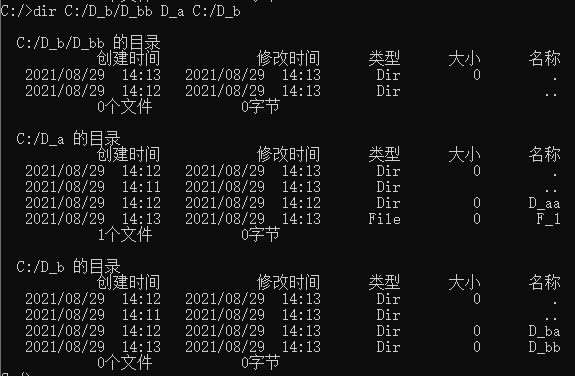 C:/>dir C:/D_b/D_bb D_a C:/D_b
C:/D_b/D_bb 的目录
创建时间 修改时间 类型 大小 名称
2021/08/29 14:13 2021/08/29 14:13 Dir 0 .
2021/08/29 14:12 2021/08/29 14:13 Dir ..
0个文件 0字节
C:/D_a 的目录
创建时间 修改时间 类型 大小 名称
2021/08/29 14:12 2021/08/29 14:13 Dir 0 .
2021/08/29 14:11 2021/08/29 14:13 Dir ..
2021/08/29 14:12 2021/08/29 14:12 Dir 0 D_aa
2021/08/29 14:13 2021/08/29 14:13 File 0 F_1
1个文件 0字节
C:/D_b 的目录
创建时间 修改时间 类型 大小 名称
2021/08/29 14:12 2021/08/29 14:13 Dir 0 .
2021/08/29 14:11 2021/08/29 14:13 Dir ..
2021/08/29 14:12 2021/08/29 14:13 Dir 0 D_ba
2021/08/29 14:13 2021/08/29 14:13 Dir 0 D_bb
0个文件 0字节